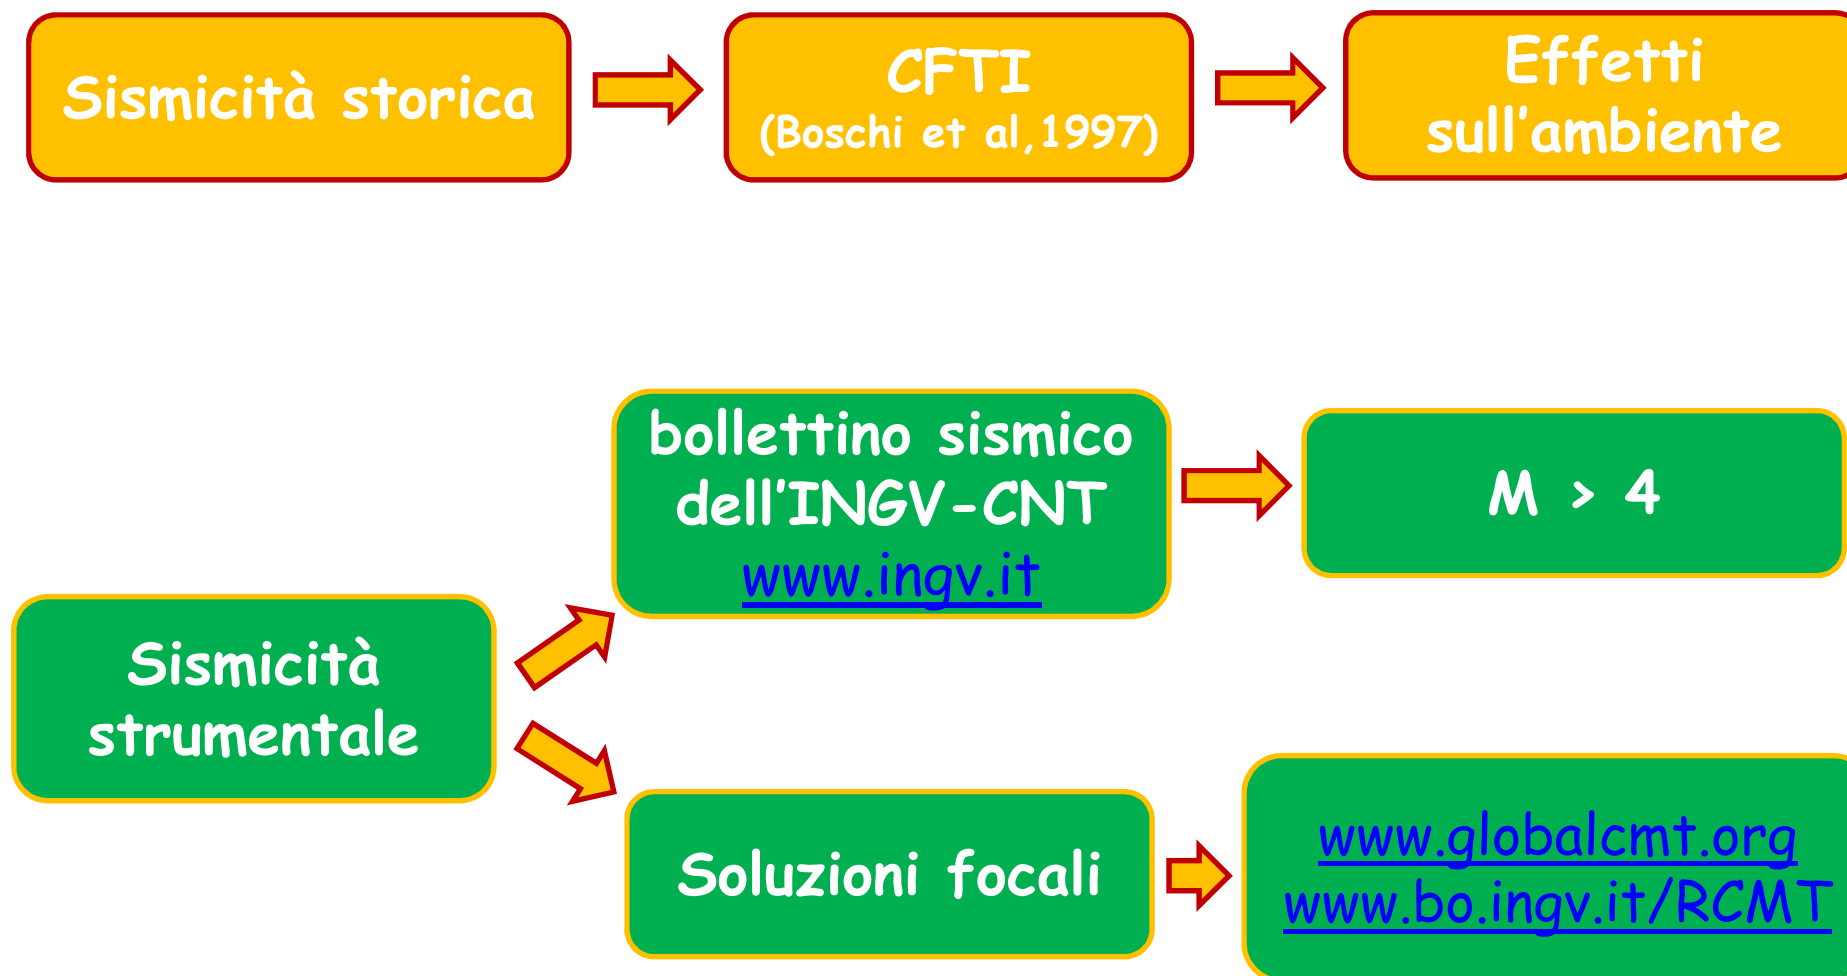 Sismicità storica
CFTI
(Boschi et al,1997)
Effetti
sull'ambiente
bollettino sismico
dell'INGV-CNT
www.ingv.it
M > 4
Sismicità
strumentale
Soluzioni focali
www.globalcmt.org
www.bo.ingv.it/RCMT